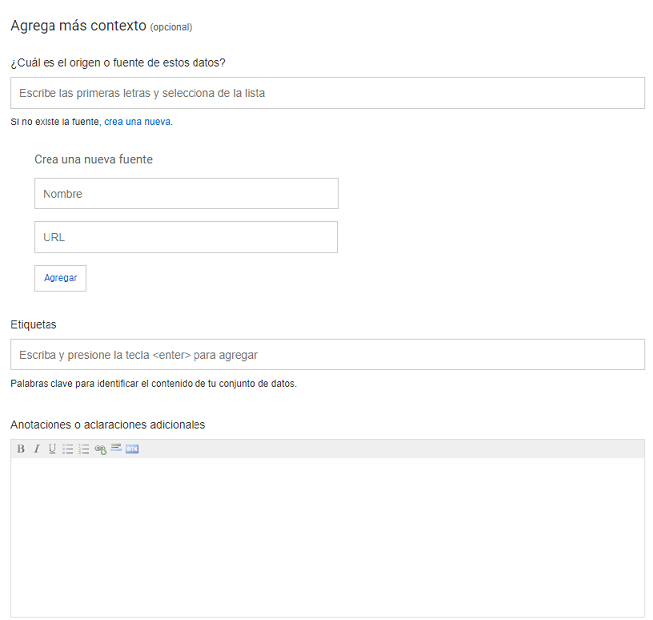 Agrega más contexto (opcional)
¿Cuál es el origen o fuente de estos datos?
Escribe las primeras letras y selecciona de la lista
Si no existe la fuente, crea una nueva.
Crea una nueva fuente
Nombre
URL
Agregar
Etiquetas
Escriba y presione la tecla <enter> para agregar
Palabras clave para identificar el contenido de tu conjunto de datos.
Anotaciones o aclaraciones adicionales
B I U